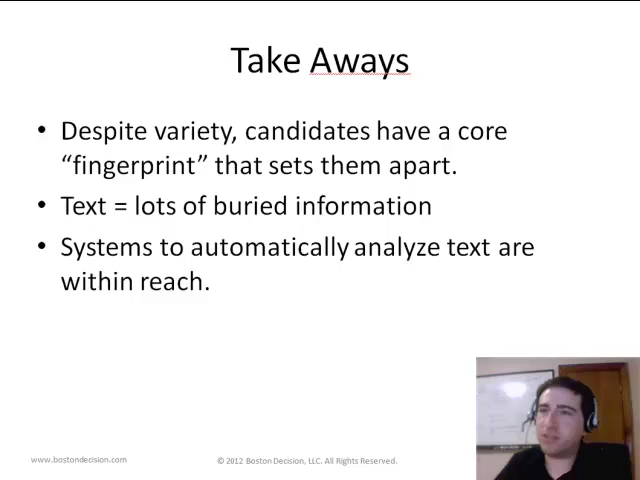 Take Aways
• Despite variety, candidates have a core
“fingerprint” that sets them apart.
• Text = lots of buried information
• Systems to automatically analyze text are
within reach.
www.bostondecision.com
© 2012 Boston Decision, LLC. All Rights Reserved.